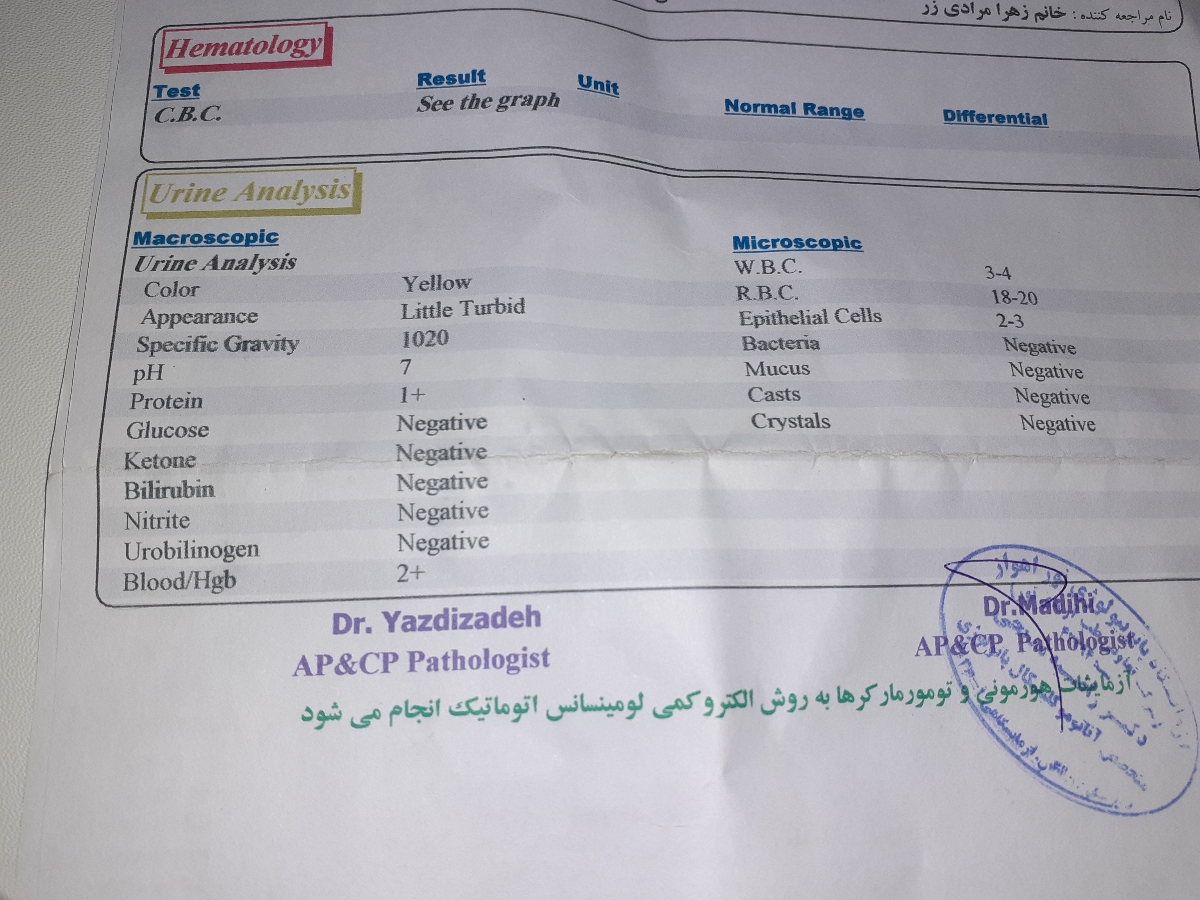 نام مراجعه کننده : خانم زهرا مرادی زر
Hematology
Test Result Unit Normal Range Differential
C.B.C. See the graph
Urine Analysis
Macroscopic
Urine Analysis
Color Yellow
Appearance Little Turbid
Specific Gravity 1020
pH 7
Protein 1+
Glucose Negative
Ketone Negative
Bilirubin Negative
Nitrite Negative
Urobilinogen Negative
Blood/Hgb 2+
Microscopic
W.B.C. 3-4
R.B.C. 18-20
Epithelial Cells 2-3
Bacteria Negative
Mucus Negative
Casts Negative
Crystals Negative
Dr. Yazdizadeh
AP&CP Pathologist
Dr.Madihi
AP&CP Pathologist
آزمایشات هورمونی و تومورمارکرها به روش الکتروکمی لومینسانس اتوماتیک انجام می شود